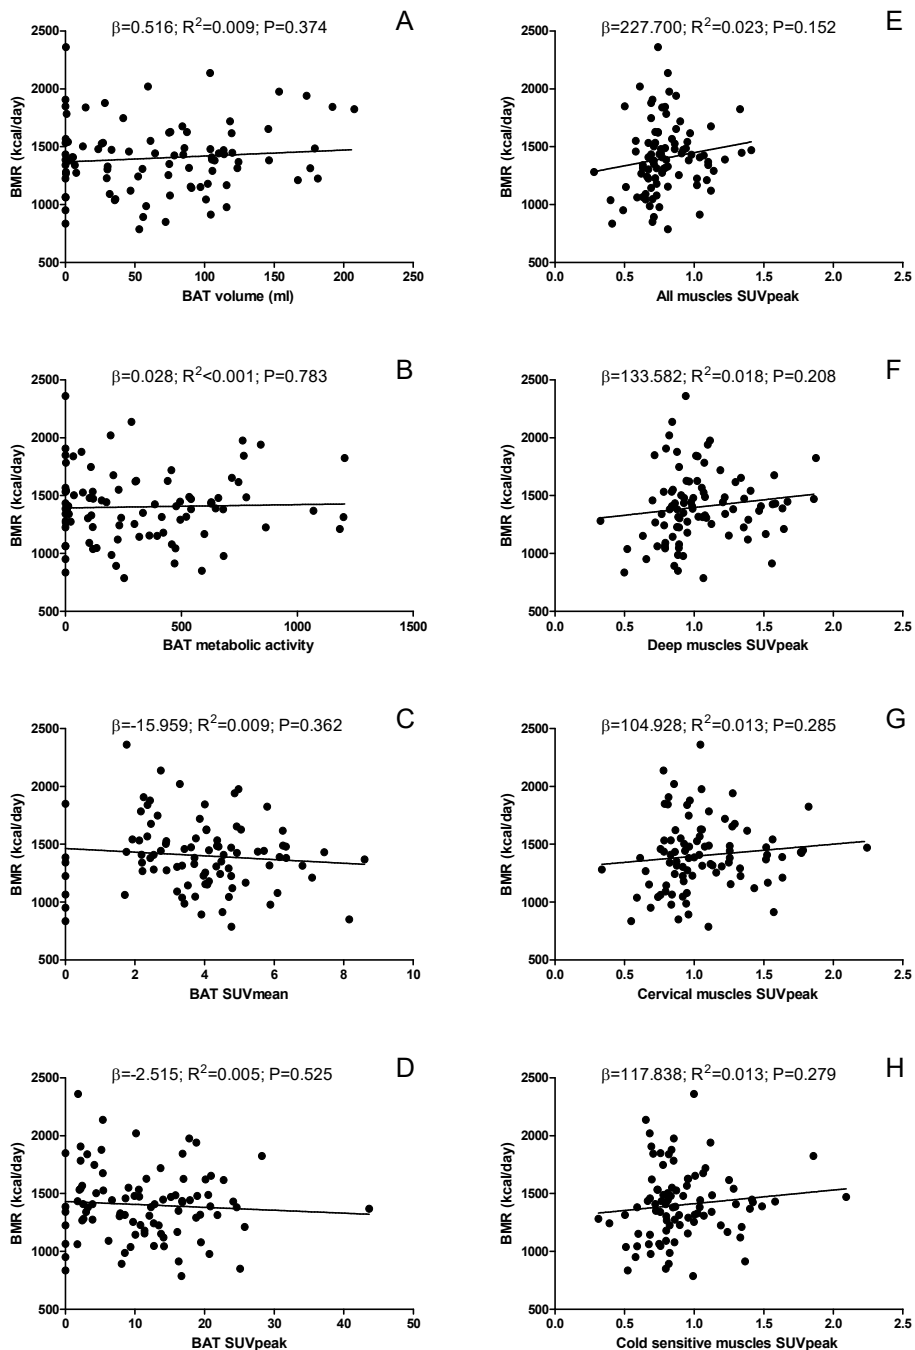 β=0.516; R²=0.009; P=0.374
A
BMR (kcal/day)
2500
2000
1500
1000
500
0 50 100 150 200 250
BAT volume (ml)
β=227.700; R²=0.023; P=0.152
E
BMR (kcal/day)
2500
2000
1500
1000
500
0.0 0.5 1.0 1.5 2.0 2.5
All muscles SUVpeak
β=0.028; R²<0.001; P=0.783
B
BMR (kcal/day)
2500
2000
1500
1000
500
0 500 1000 1500
BAT metabolic activity
β=133.582; R²=0.018; P=0.208
F
BMR (kcal/day)
2500
2000
1500
1000
500
0.0 0.5 1.0 1.5 2.0 2.5
Deep muscles SUVpeak
β=-15.959; R²=0.009; P=0.362
C
BMR (kcal/day)
2500
2000
1500
1000
500
0 2 4 6 8 10
BAT SUVmean
β=104.928; R²=0.013; P=0.285
G
BMR (kcal/day)
2500
2000
1500
1000
500
0.0 0.5 1.0 1.5 2.0 2.5
Cervical muscles SUVpeak
β=-2.515; R²=0.005; P=0.525
D
BMR (kcal/day)
2500
2000
1500
1000
500
0 10 20 30 40 50
BAT SUVpeak
β=117.838; R²=0.013; P=0.279
H
BMR (kcal/day)
2500
2000
1500
1000
500
0.0 0.5 1.0 1.5 2.0 2.5
Cold sensitive muscles SUVpeak